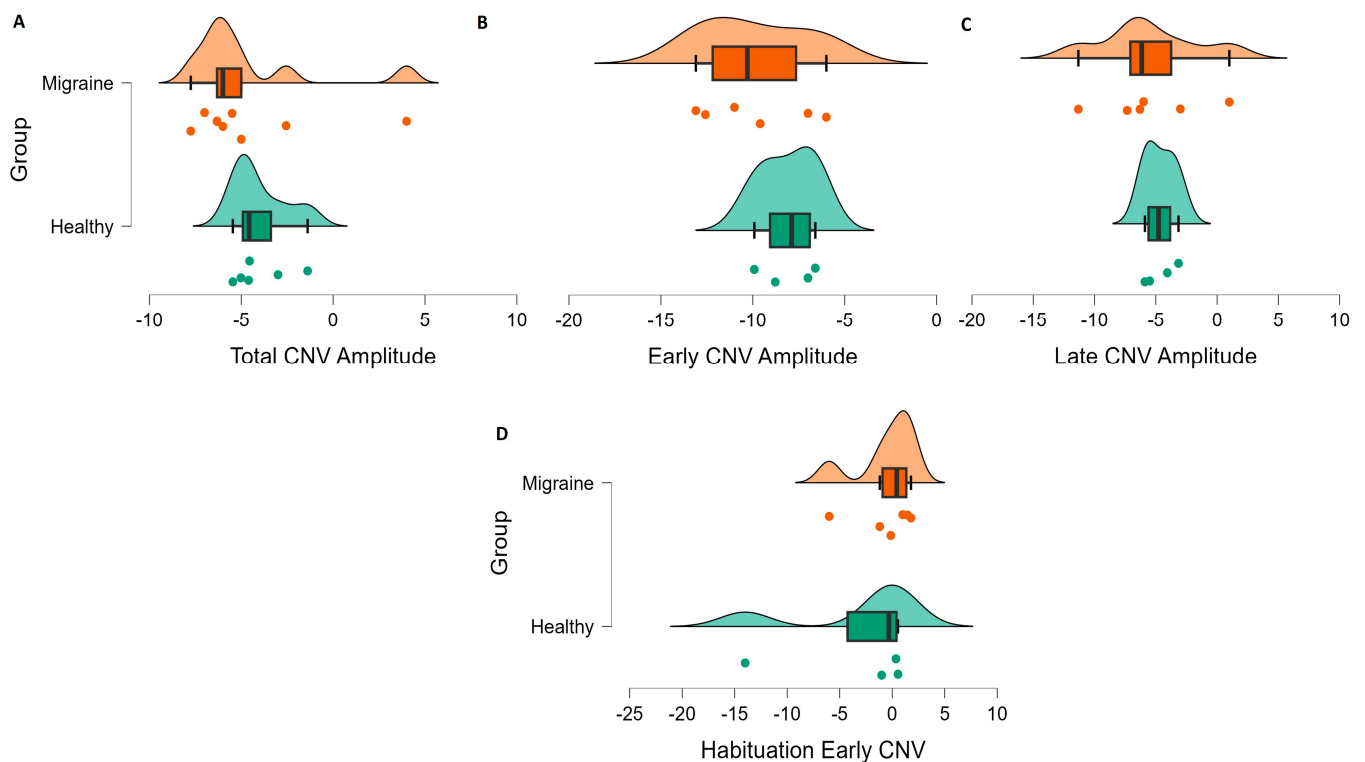 A
B
C
Group
Migraine
Healthy
-10 -5 0 5 10
Total CNV Amplitude
-20 -15 -10 -5 0
Early CNV Amplitude
-20 -15 -10 -5 0 5 10
Late CNV Amplitude
D
Group
Migraine
Healthy
-25 -20 -15 -10 -5 0 5 10
Habituation Early CNV